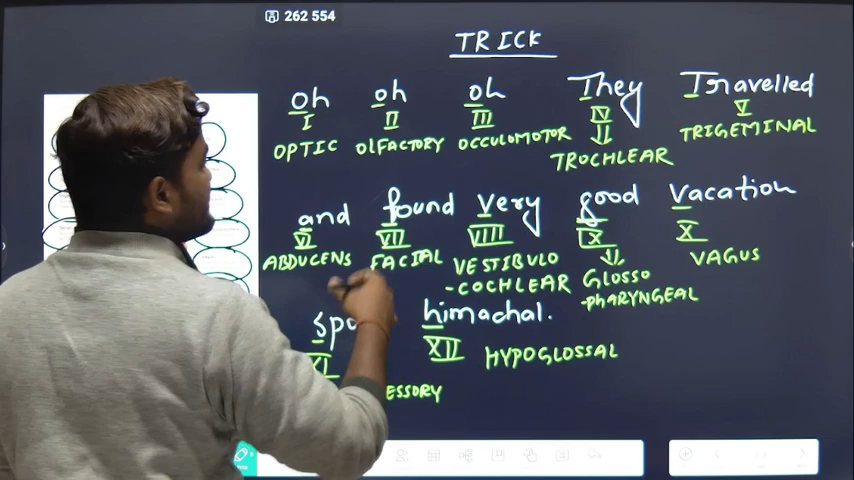 262 554
TRICK
oh oh oh They Travelled
I II III IV V
OPTIC OLFACTORY OCCULOMOTOR TROCHLEAR TRIGEMINAL
and found very good vacation
VI VII VIII IX X
ABDUCENS FACIAL VESTIBULO -COCHLEAR GLOSSO -PHARYNGEAL VAGUS
himachal.
XI XII
HYPOGLOSSAL